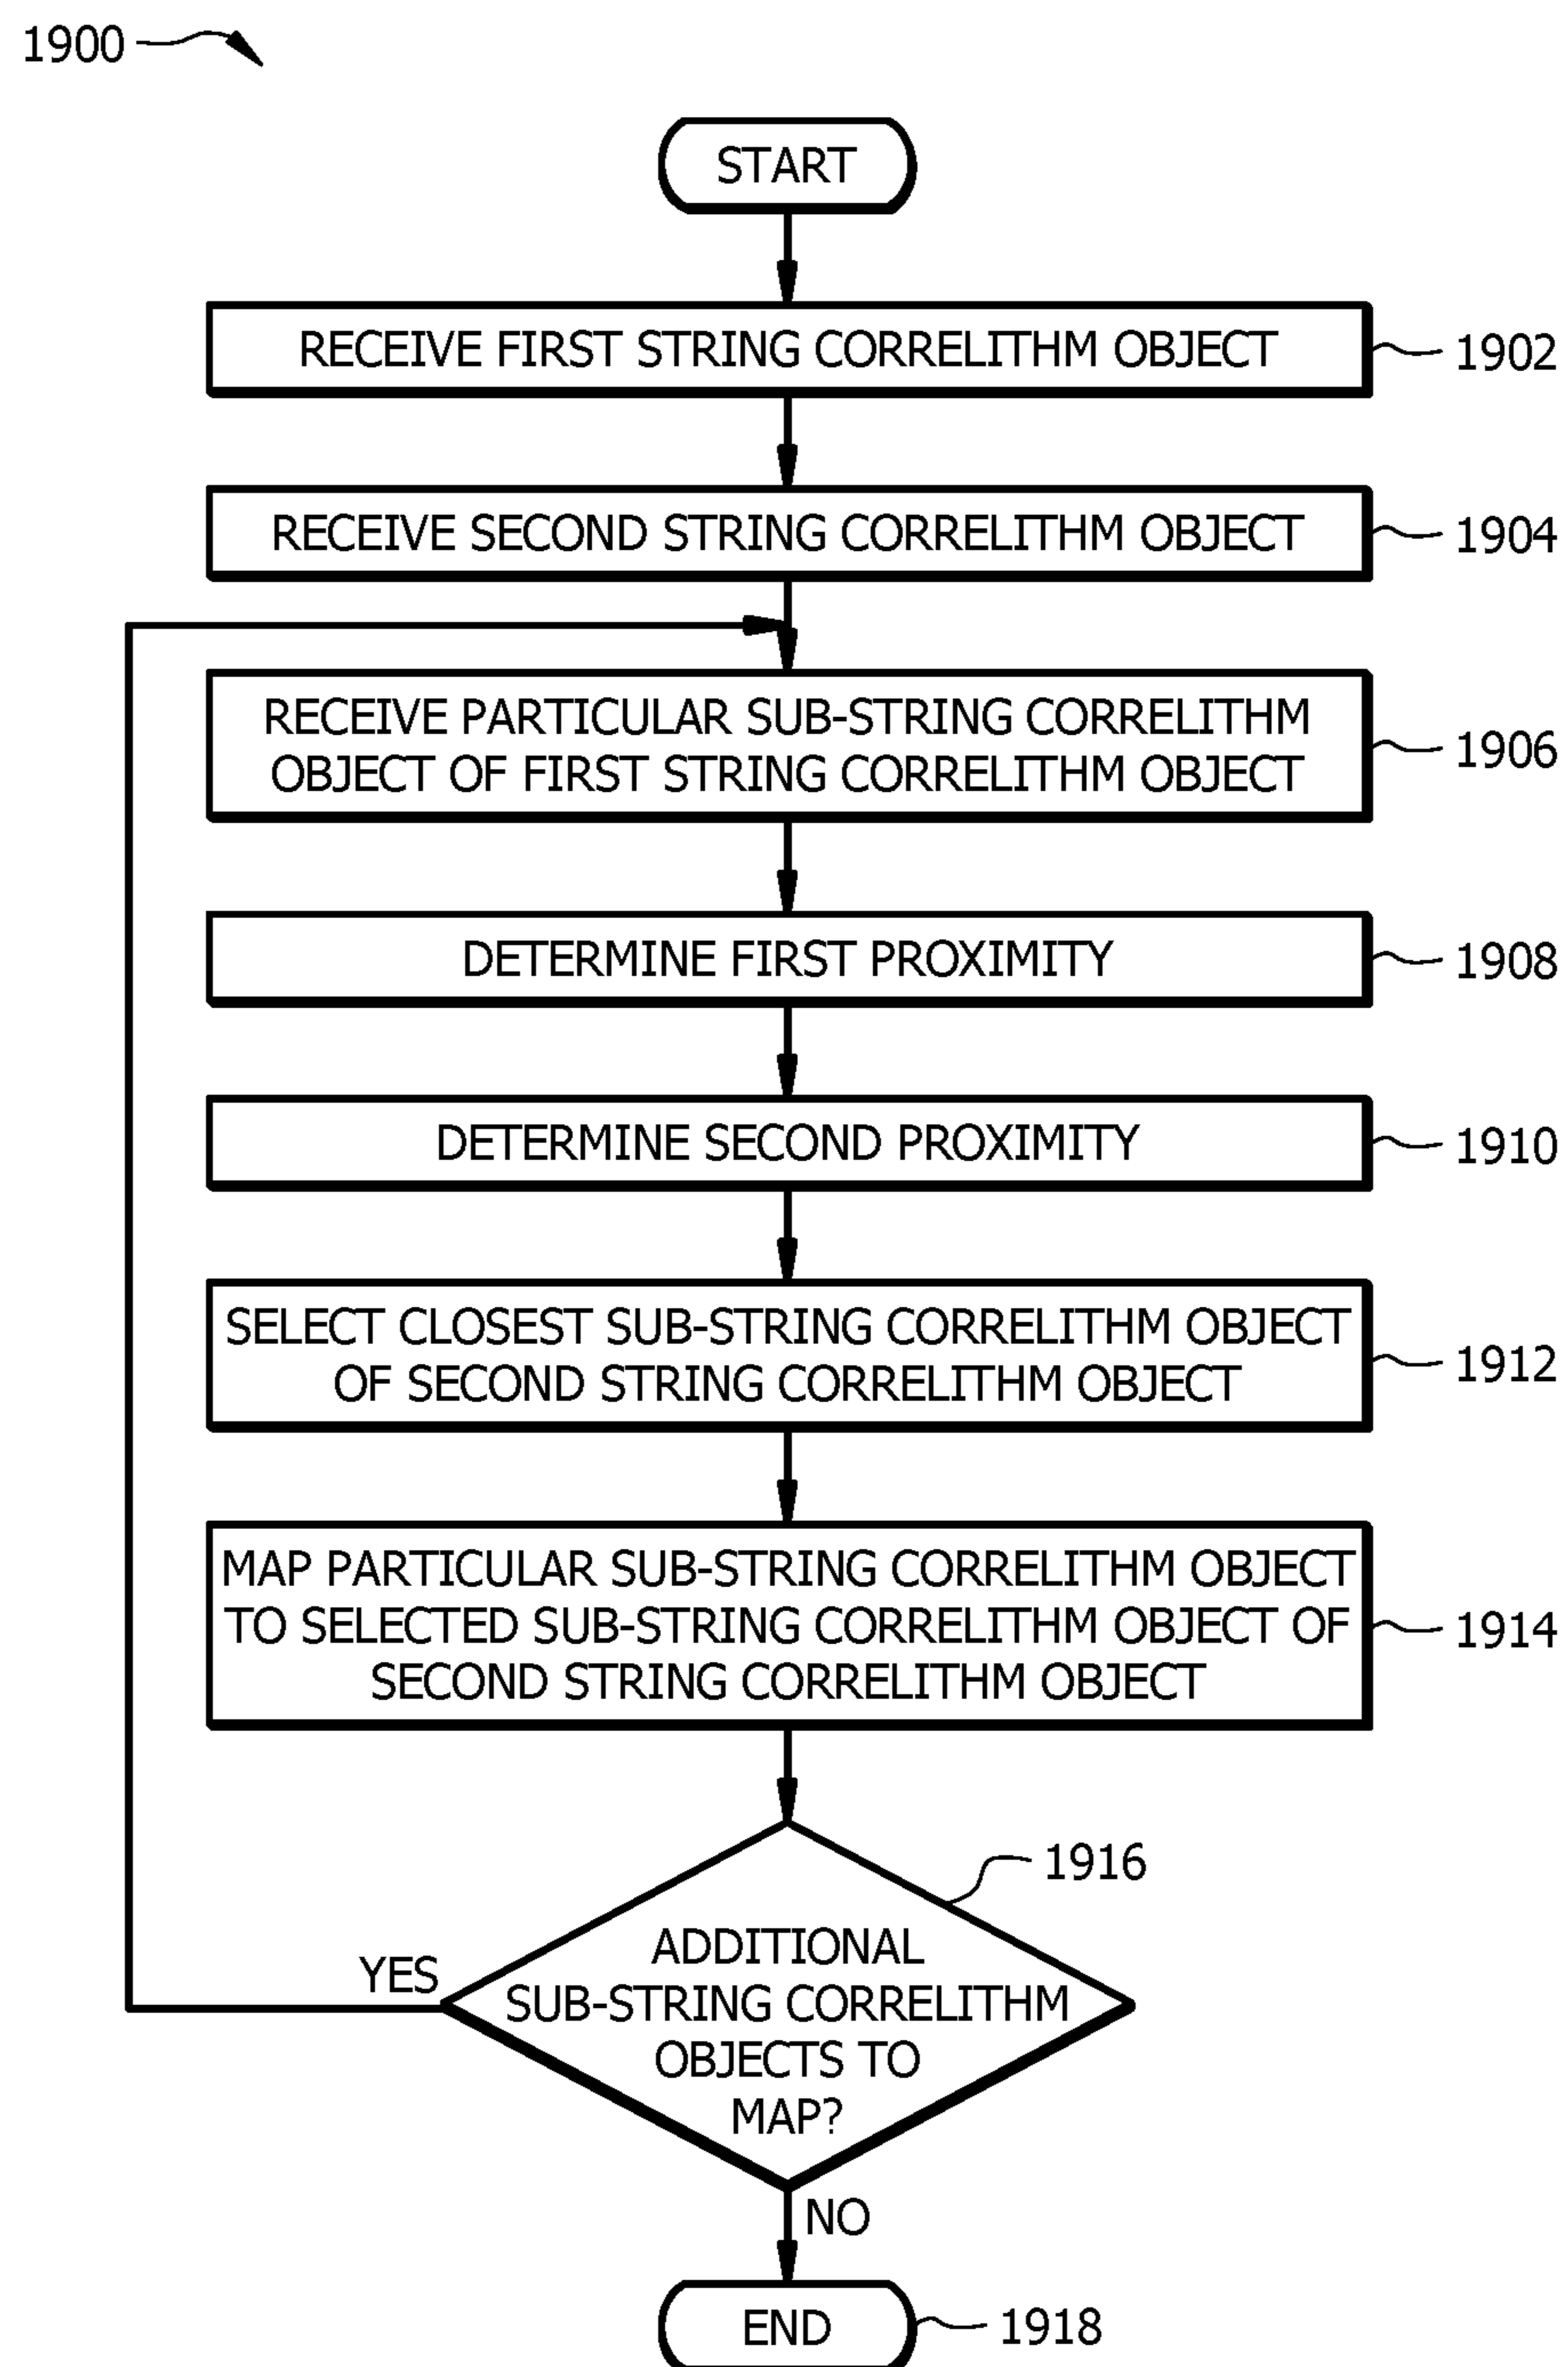 1900
START
RECEIVE FIRST STRING CORRELITHM OBJECT
1902
RECEIVE SECOND STRING CORRELITHM OBJECT
1904
RECEIVE PARTICULAR SUB-STRING CORRELITHM
OBJECT OF FIRST STRING CORRELITHM OBJECT
1906
DETERMINE FIRST PROXIMITY
1908
DETERMINE SECOND PROXIMITY
1910
SELECT CLOSEST SUB-STRING CORRELITHM OBJECT
OF SECOND STRING CORRELITHM OBJECT
1912
MAP PARTICULAR SUB-STRING CORRELITHM OBJECT
TO SELECTED SUB-STRING CORRELITHM OBJECT OF
SECOND STRING CORRELITHM OBJECT
1914
1916
ADDITIONAL
SUB-STRING CORRELITHM
OBJECTS TO
MAP?
YES
NO
END
1918